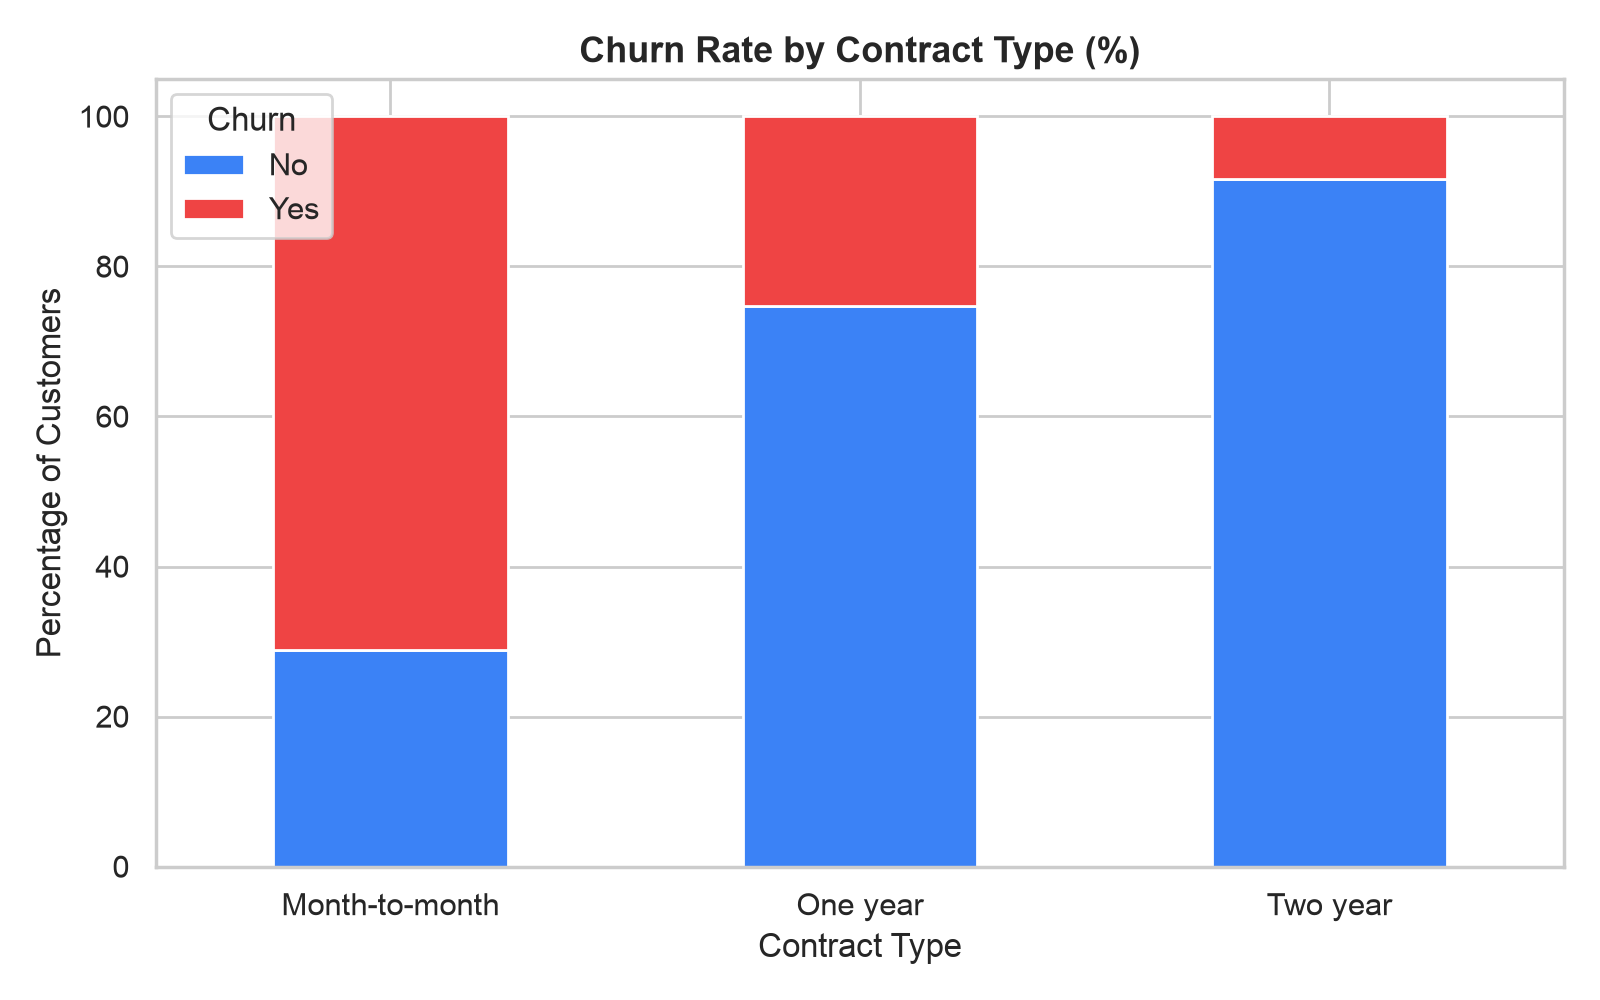 Churn Rate by Contract Type (%)
Churn
No
Yes
Percentage of Customers
100
80
60
40
20
0
Month-to-month
One year
Two year
Contract Type